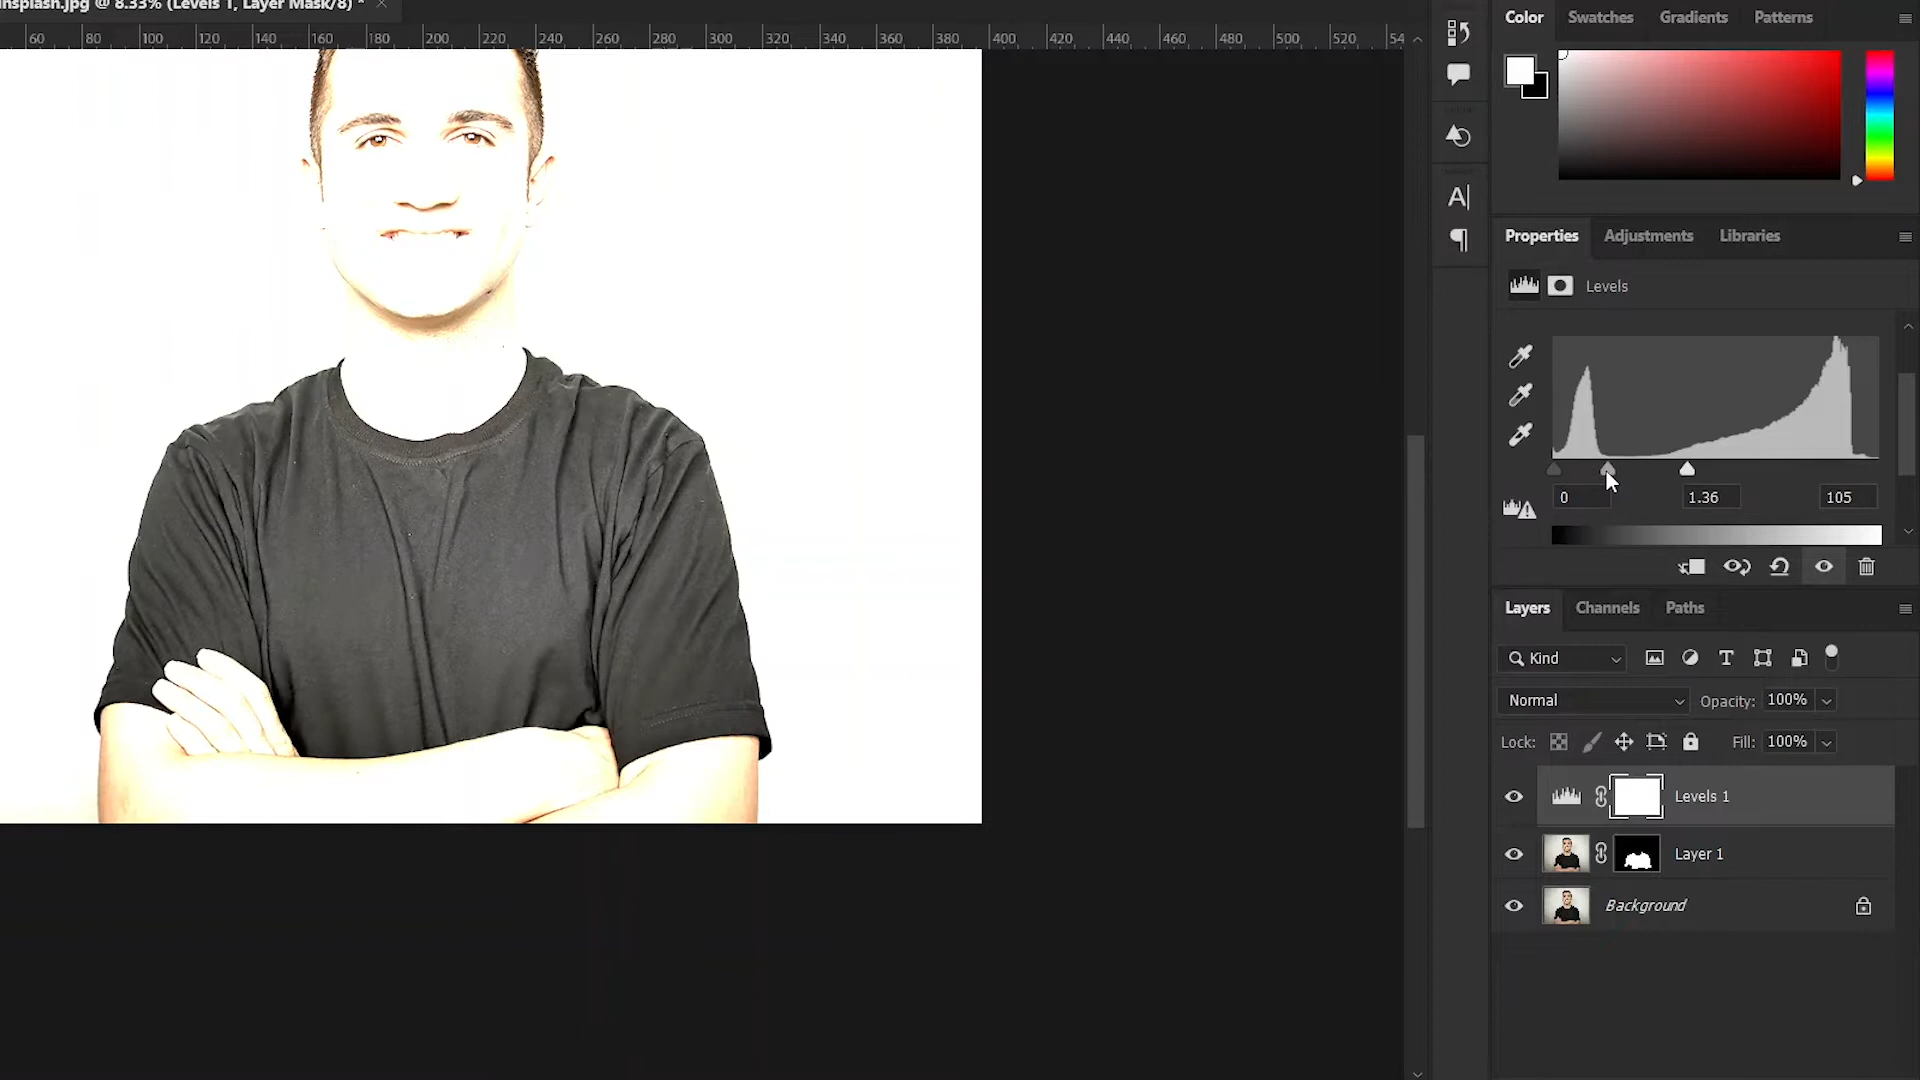 nsplash.jpg @ 8.33% (Levels 1, Layer Mask/8) *
60 80 100 120 140 160 180 200 220 240 260 280 300 320 340 360 380 400 420 440 460 480 500 520 54
Color Swatches Gradients Patterns
Properties Adjustments Libraries
Levels
0 1.36 105
Layers Channels Paths
Kind
Normal Opacity: 100%
Lock: Fill: 100%
Levels 1
Layer 1
Background